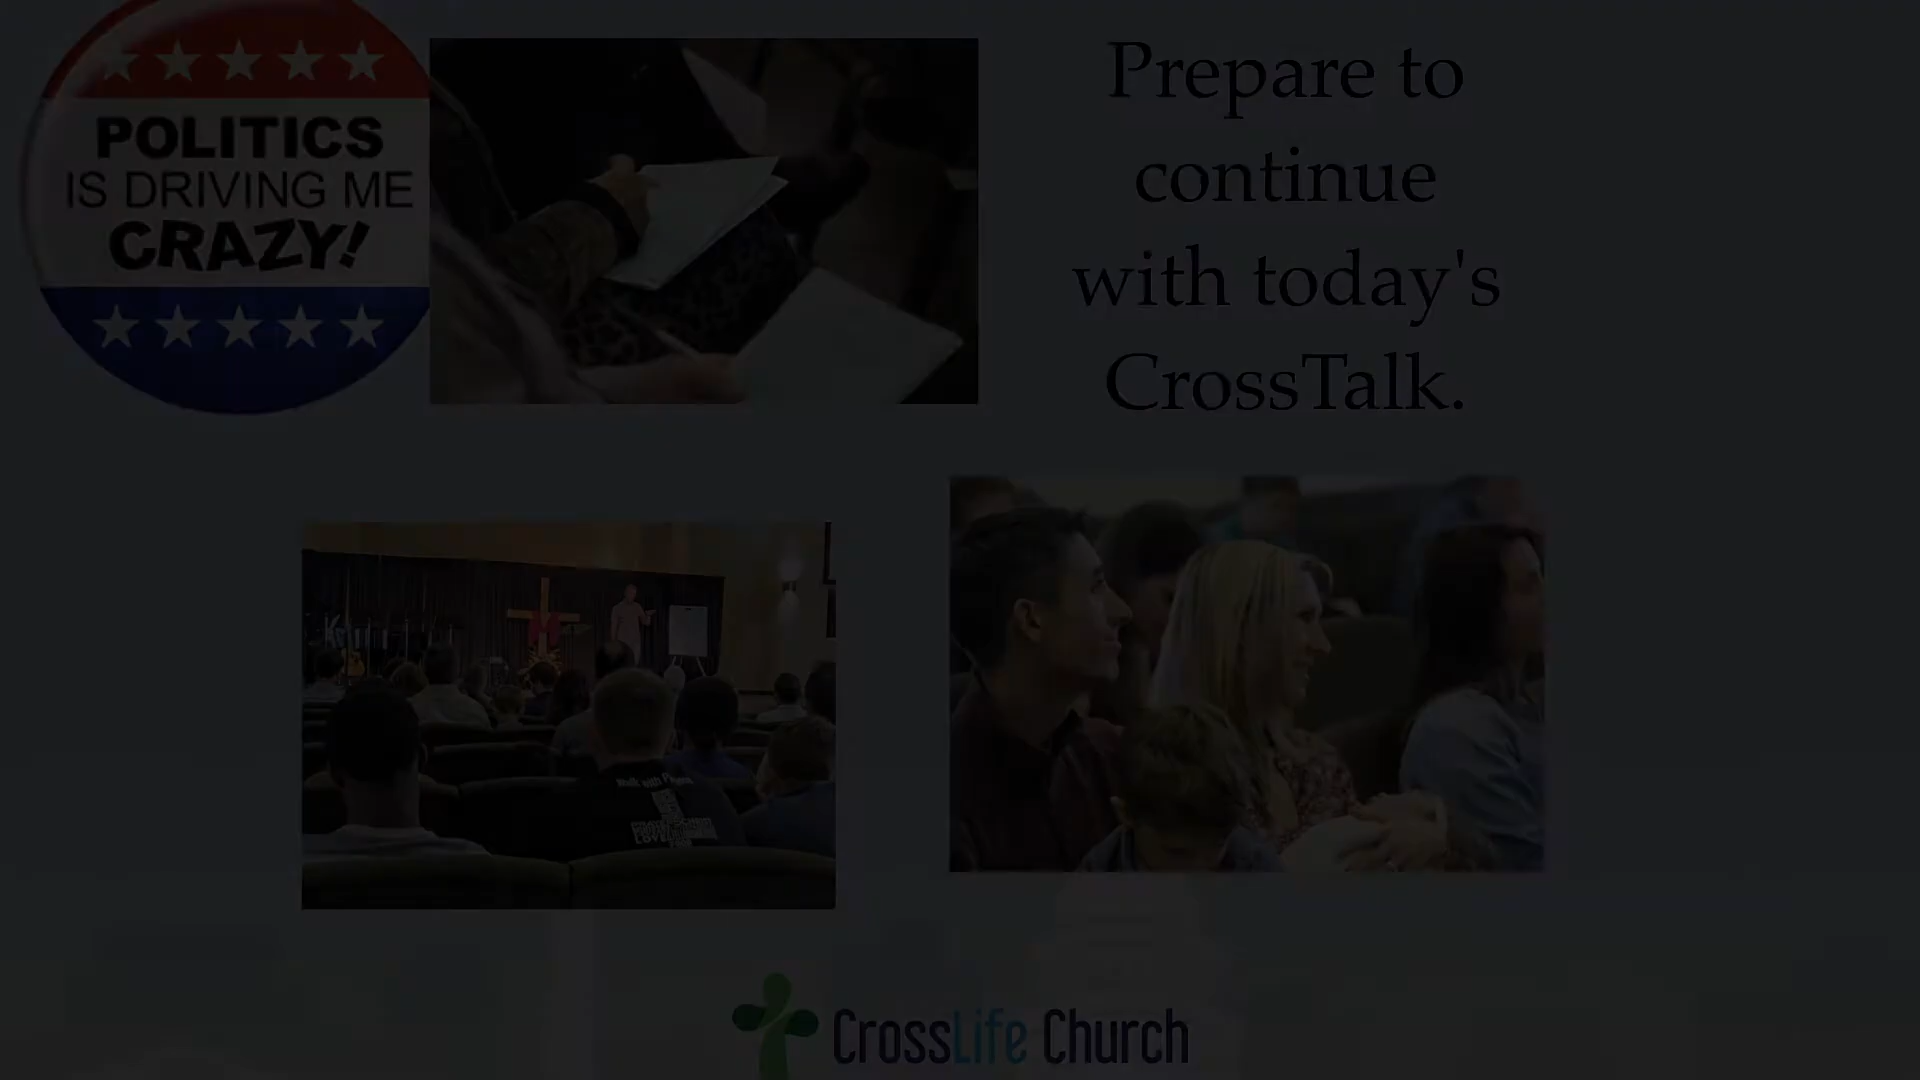 POLITICS
IS DRIVING ME
CRAZY!
Prepare to
continue
with today's
CrossTalk.
CrossLife Church